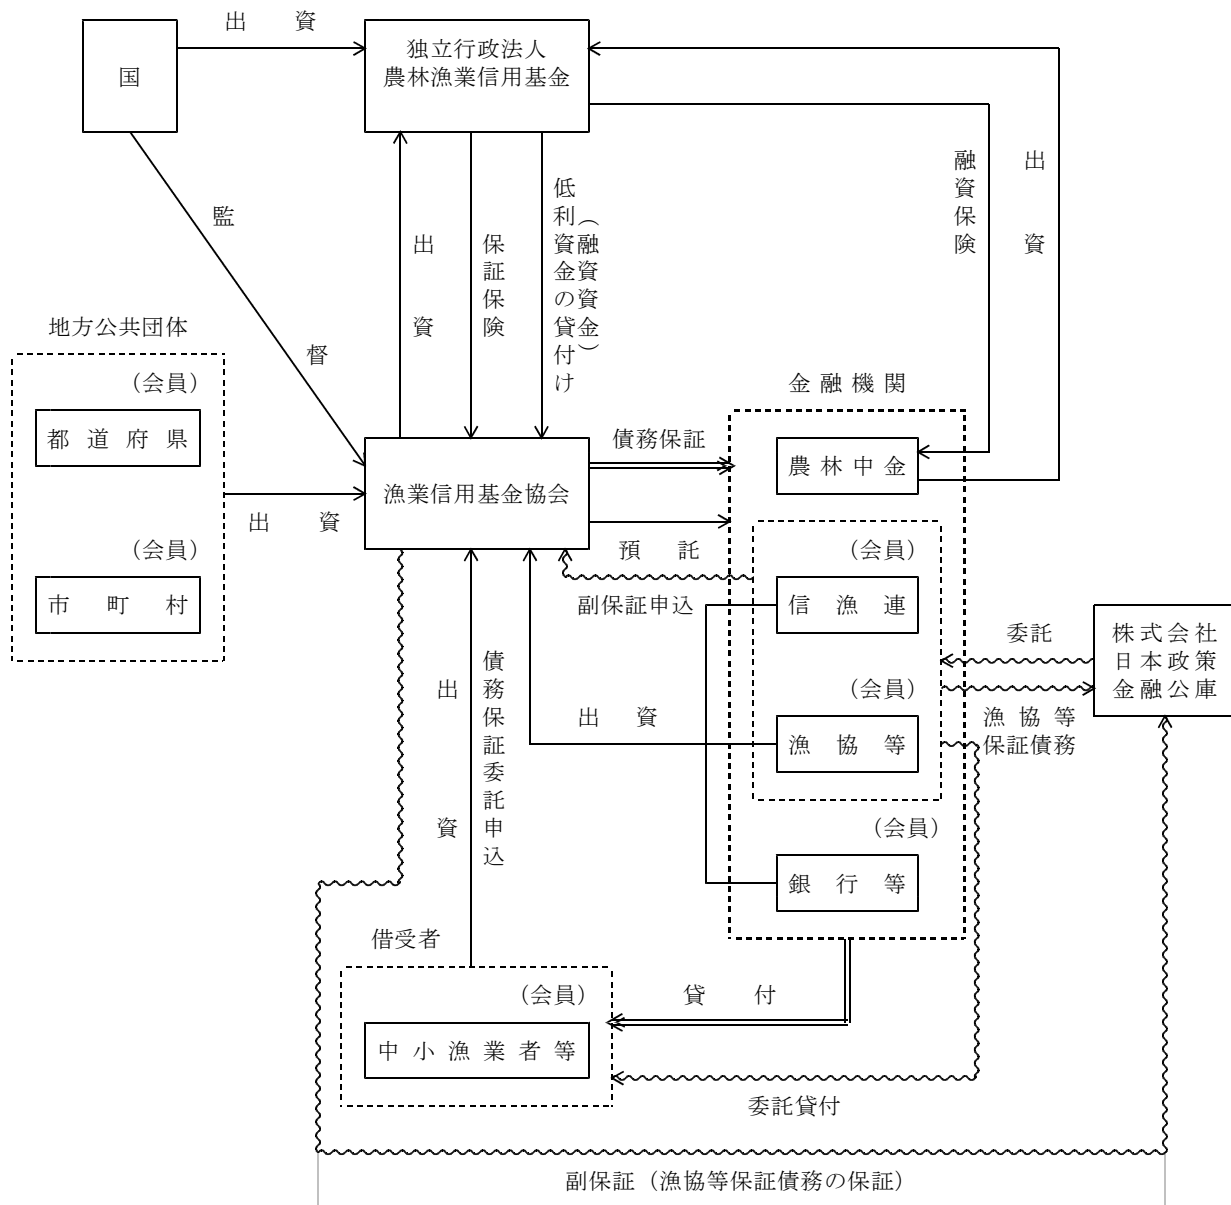 出　資
国
独立行政法人
農林漁業信用基金
監　督
出　資
保証保険
低利資金の貸付け
（融資資金）
融資保険
出　資
地方公共団体
（会員）
都道府県
（会員）
市町村
出　資
漁業信用基金協会
債務保証
預　託
副保証申込
金融機関
農林中金
（会員）
信漁連
（会員）
漁協等
（会員）
銀行等
出　資
委託
漁協等
保証債務
株式会社
日本政策
金融公庫
出　資
債務保証委託申込
借受者
（会員）
中小漁業者等
貸　付
委託貸付
副保証（漁協等保証債務の保証）